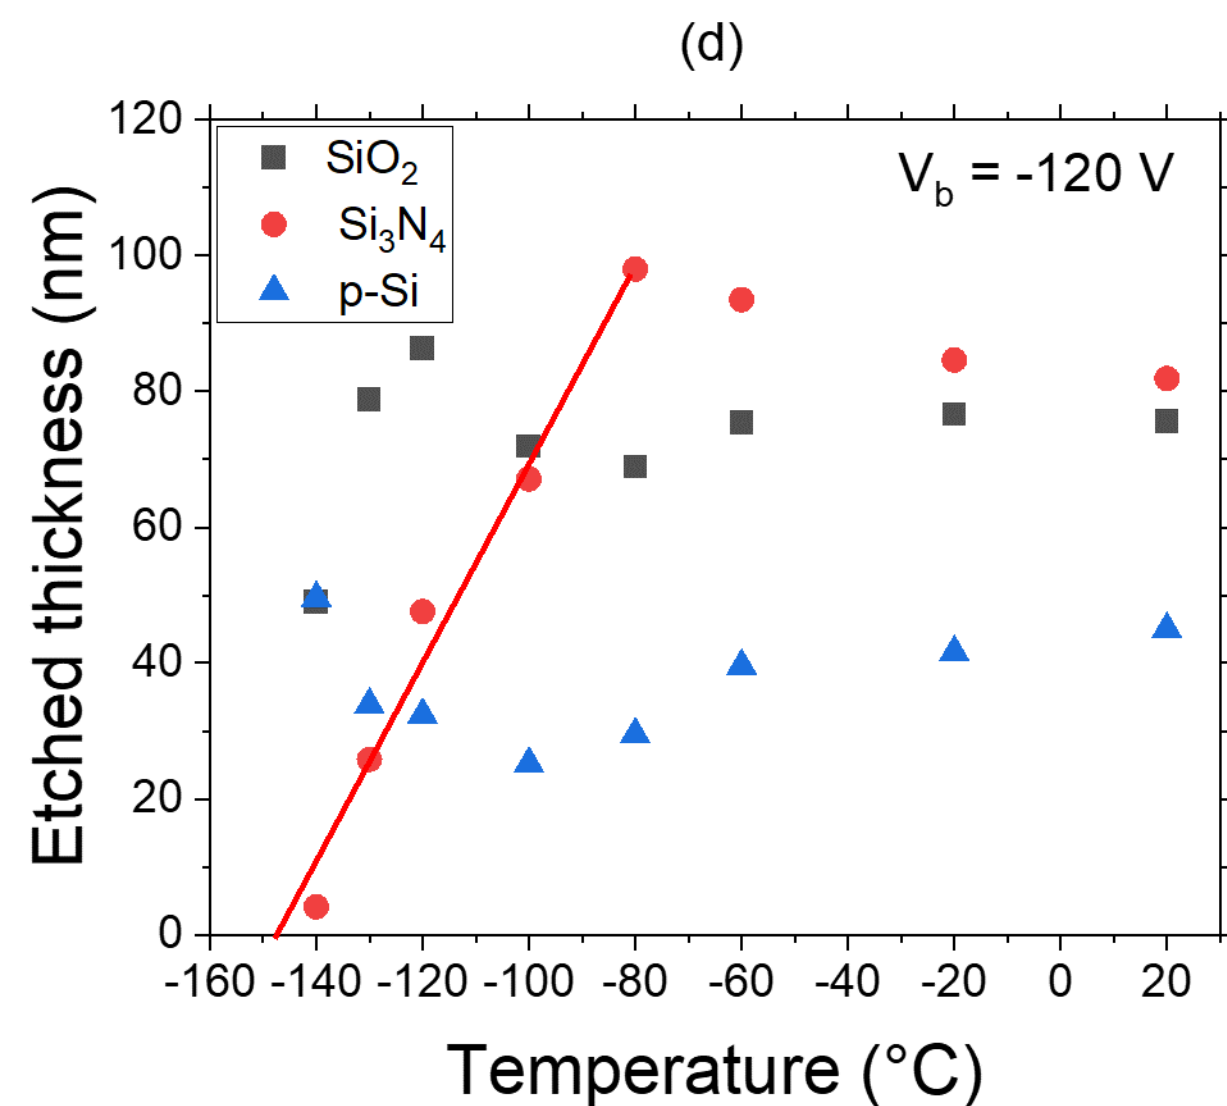 (d)
120
100
80
60
40
20
0
Etched thickness (nm)
SiO₂
Si₃N₄
p-Si
V_b = -120 V
-160 -140 -120 -100 -80 -60 -40 -20 0 20
Temperature (°C)